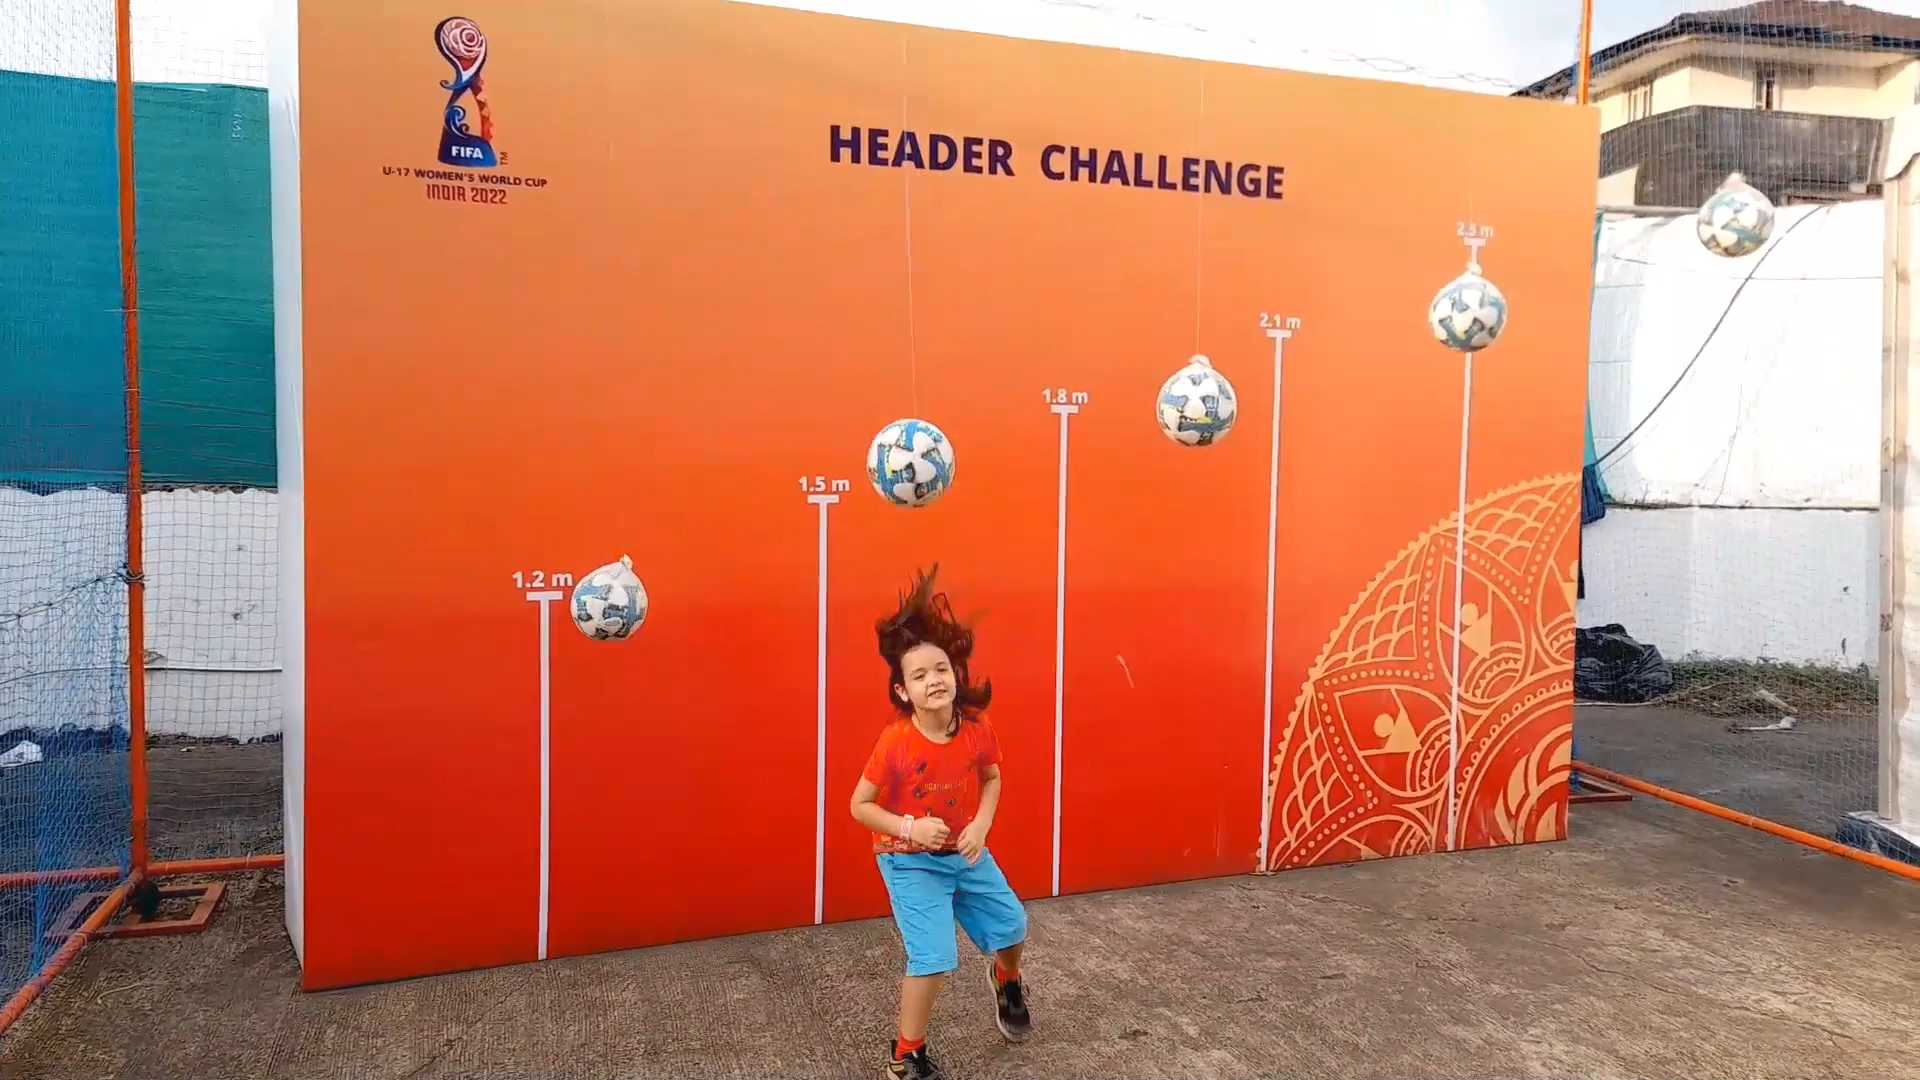 FIFA
TM
U-17 WOMEN'S WORLD CUP
INDIA 2022
HEADER CHALLENGE
1.2 m
1.5 m
1.8 m
2.1 m
2.5 m